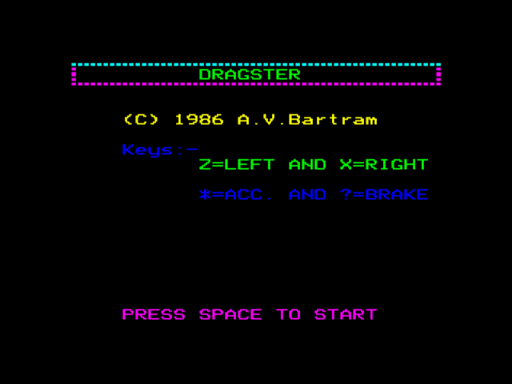 DRAGSTER
(C) 1986 A.V.Bartram
Keys:-
Z=LEFT AND X=RIGHT
*=ACC. AND ?=BRAKE
PRESS SPACE TO START